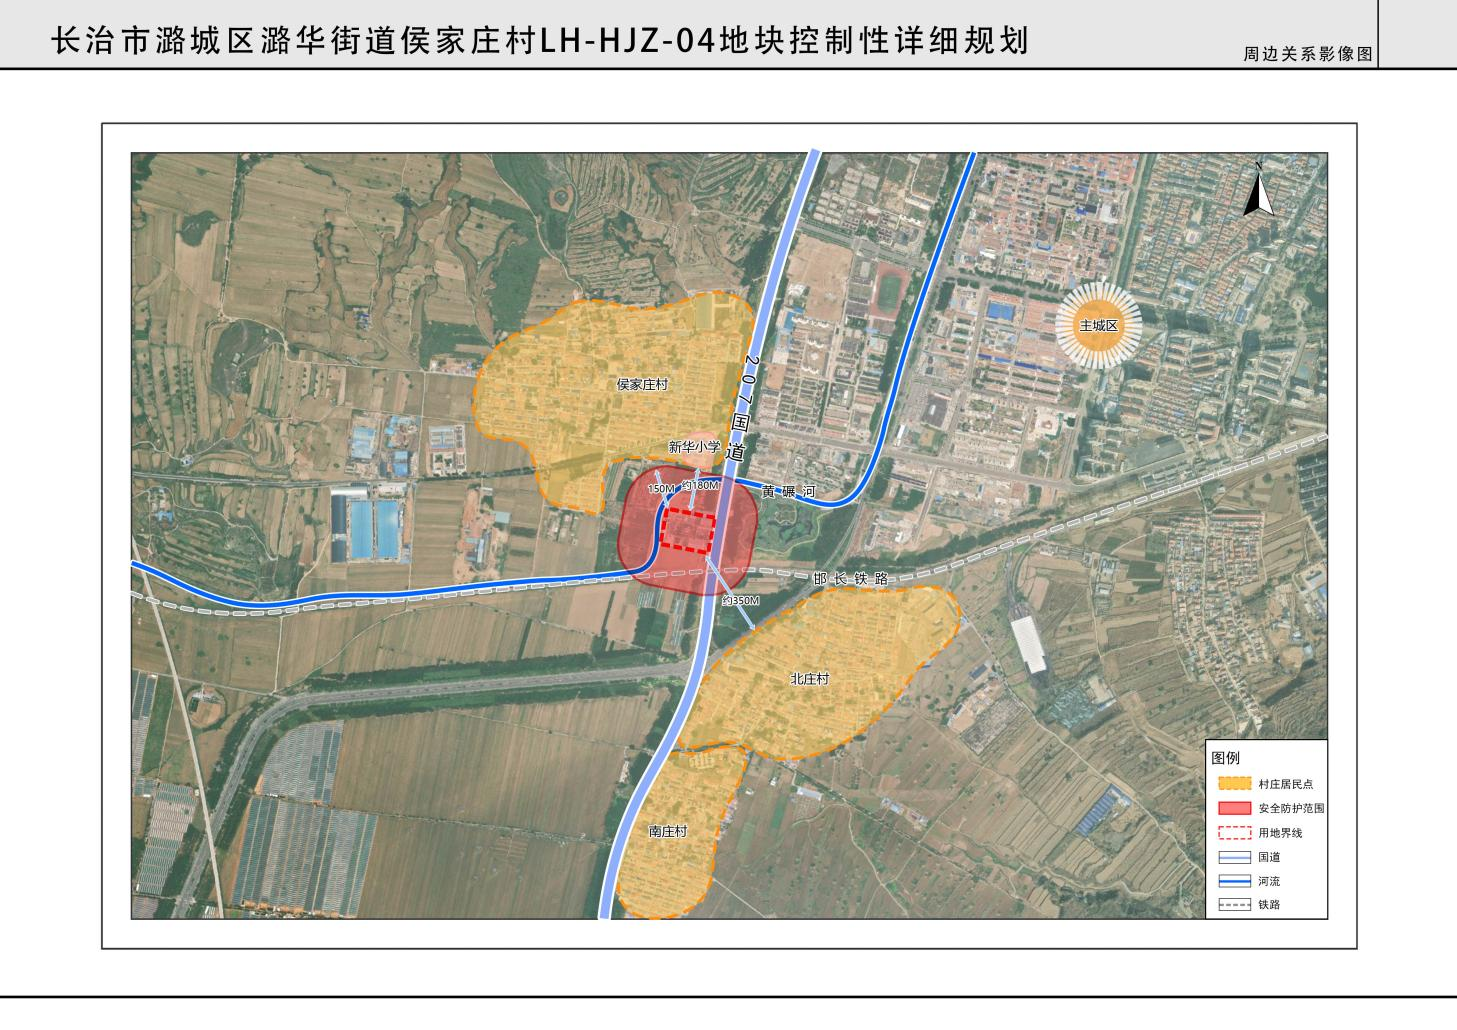 长治市潞城区潞华街道侯家庄村LH-HJZ-04地块控制性详细规划
周边关系影像图
N
主城区
207国道
侯家庄村
新华小学
150M
约180M
黄碾河
邯长铁路
约350M
北庄村
南庄村
图例
村庄居民点
安全防护范围
用地界线
国道
河流
铁路